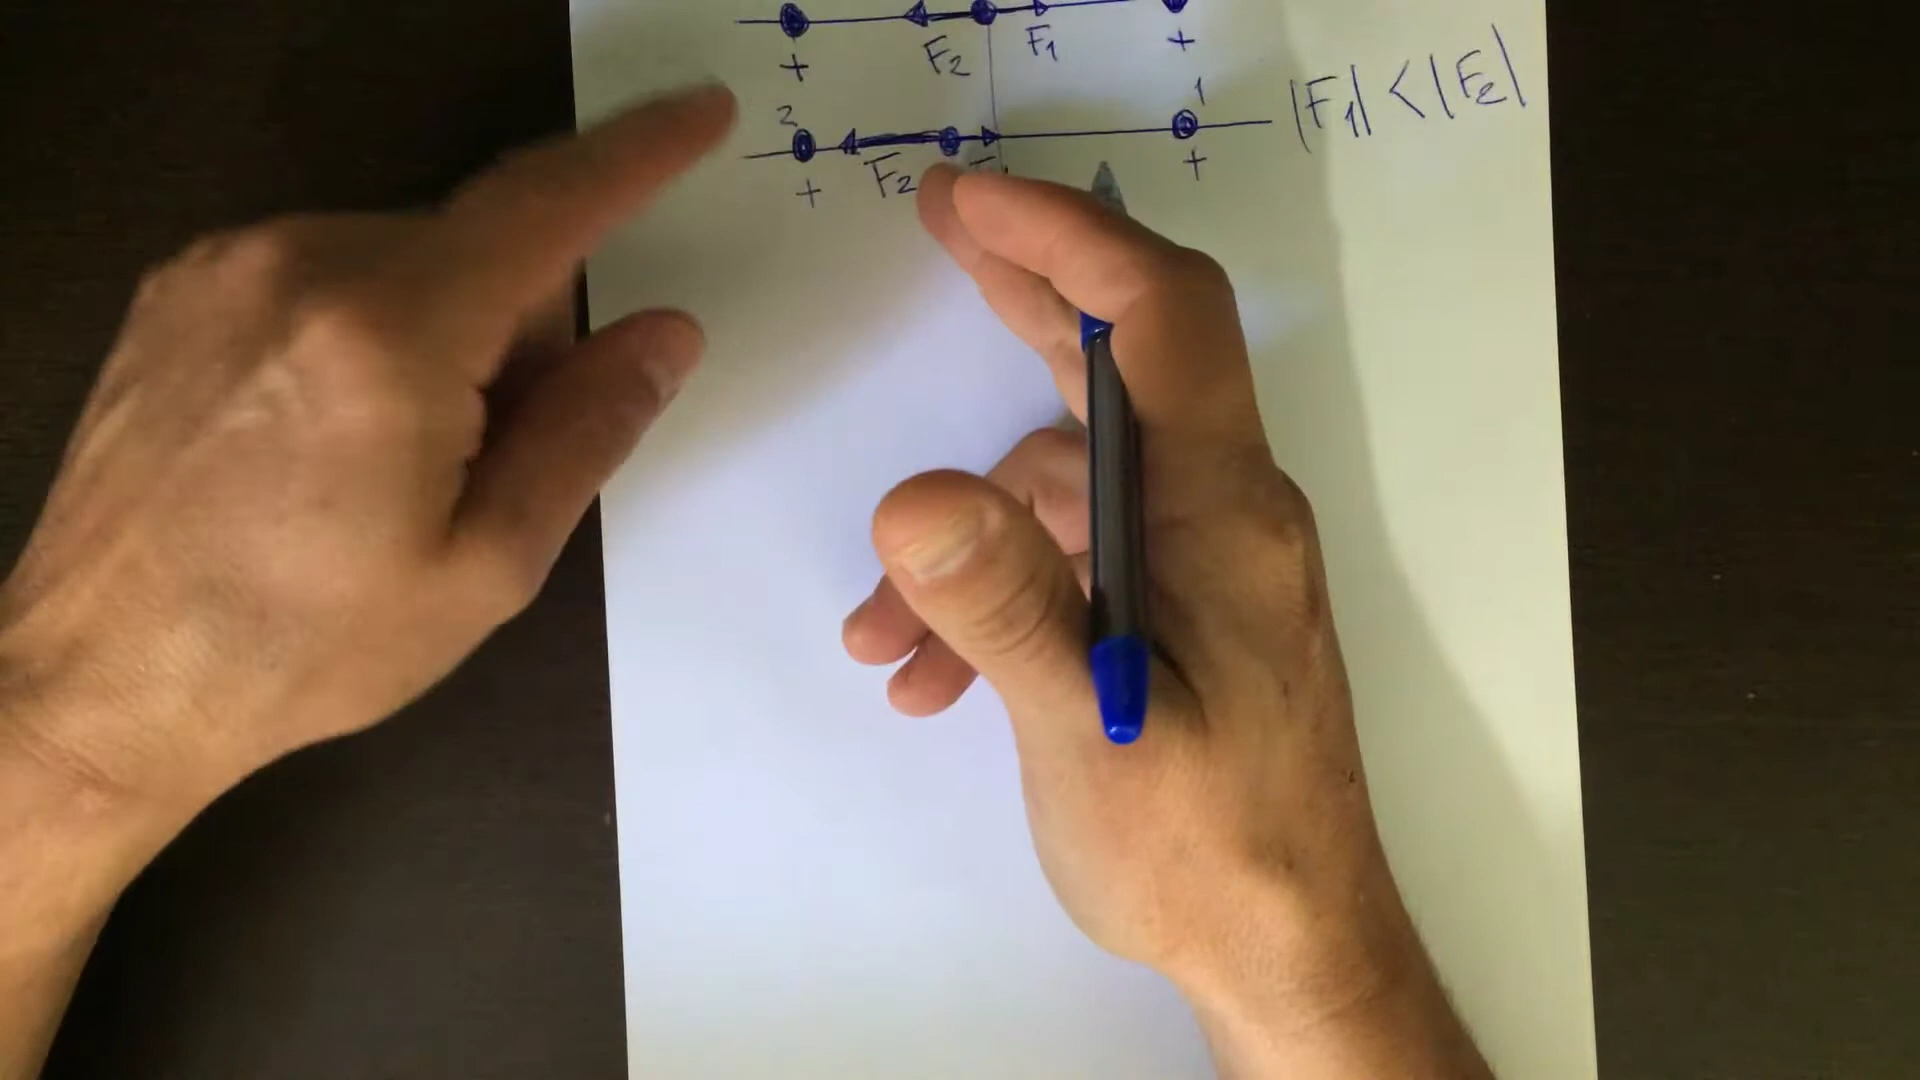 F₂ F₁
+ +
2 1
|F₁| < |F₂|
+ F₂ +